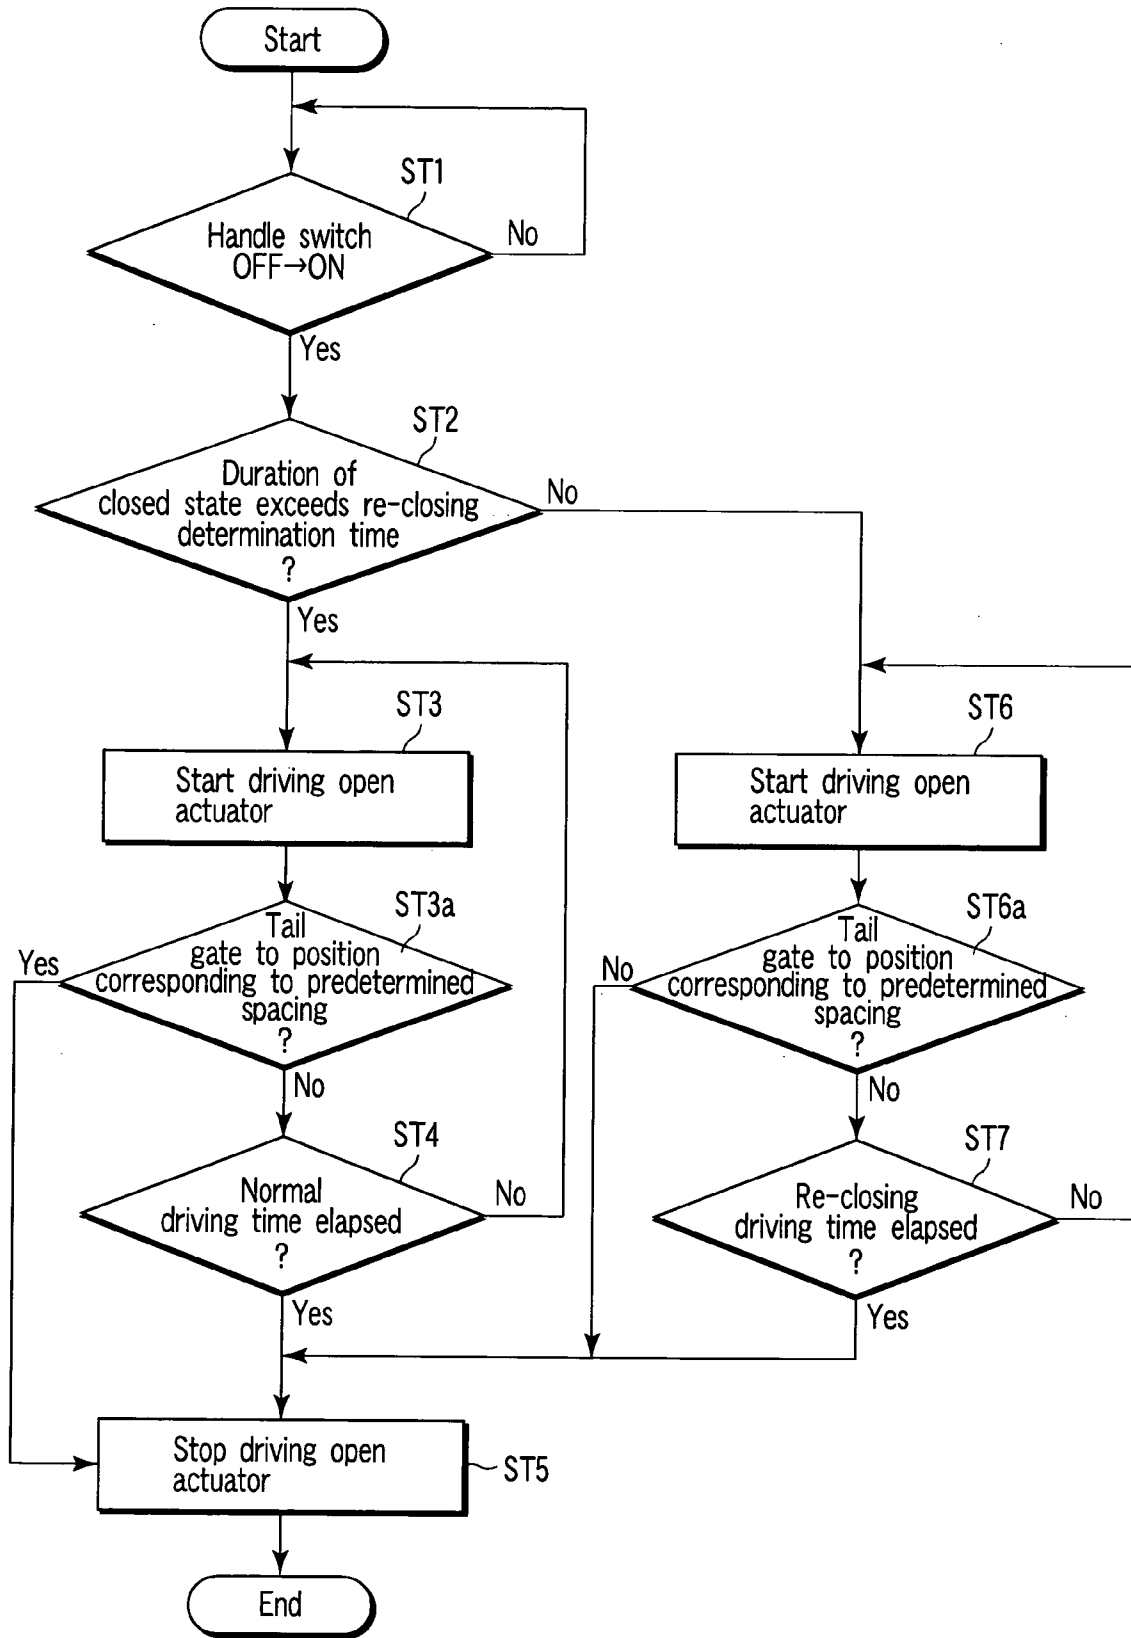 Start
ST1
Handle switch
OFF→ON
No
Yes
ST2
Duration of
closed state exceeds re-closing
determination time
?
No
Yes
ST3
Start driving open
actuator
ST6
Start driving open
actuator
ST3a
Tail
gate to position
corresponding to predetermined
spacing
?
Yes
No
ST6a
Tail
gate to position
corresponding to predetermined
spacing
?
No
No
ST4
Normal
driving time elapsed
?
No
Yes
ST7
Re-closing
driving time elapsed
?
No
Yes
Stop driving open
actuator
ST5
End